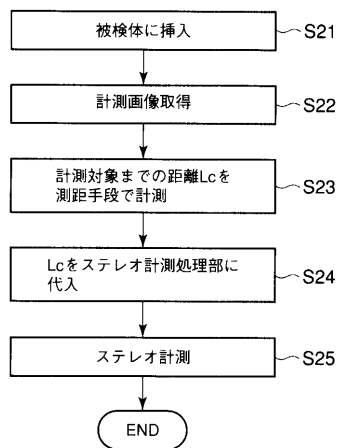 被検体に挿入
S21
計測画像取得
S22
計測対象までの距離Lcを
測距手段で計測
S23
Lcをステレオ計測処理部に
代入
S24
ステレオ計測
S25
END